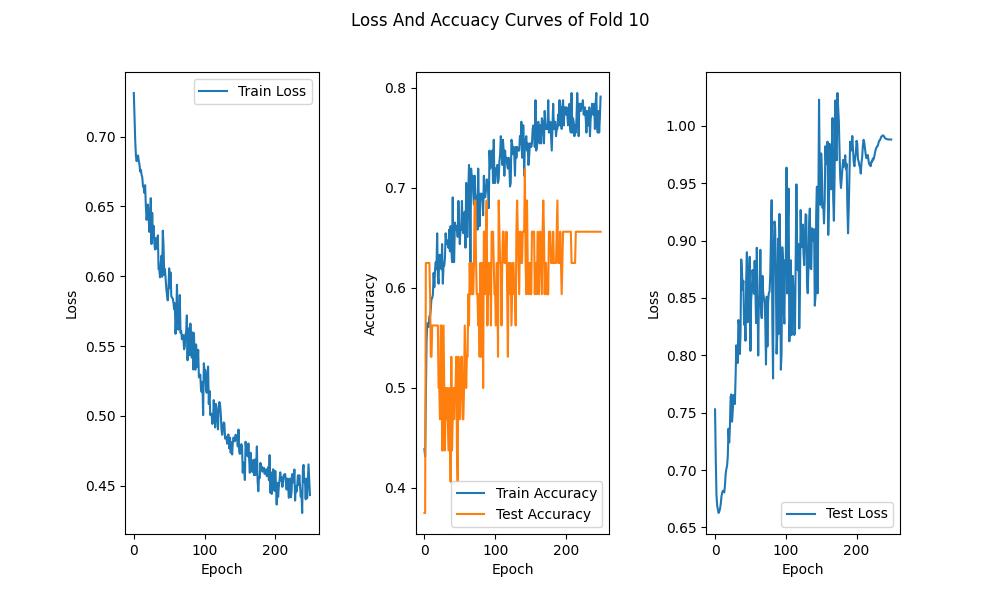 Loss And Accuacy Curves of Fold 10
Train Loss
0.70
0.65
0.60
0.55
0.50
0.45
Loss
0
100
200
Epoch
0.8
0.7
0.6
0.5
0.4
Accuracy
Train Accuracy
Test Accuracy
0
100
200
Epoch
1.00
0.95
0.90
0.85
0.80
0.75
0.70
0.65
Loss
Test Loss
0
100
200
Epoch